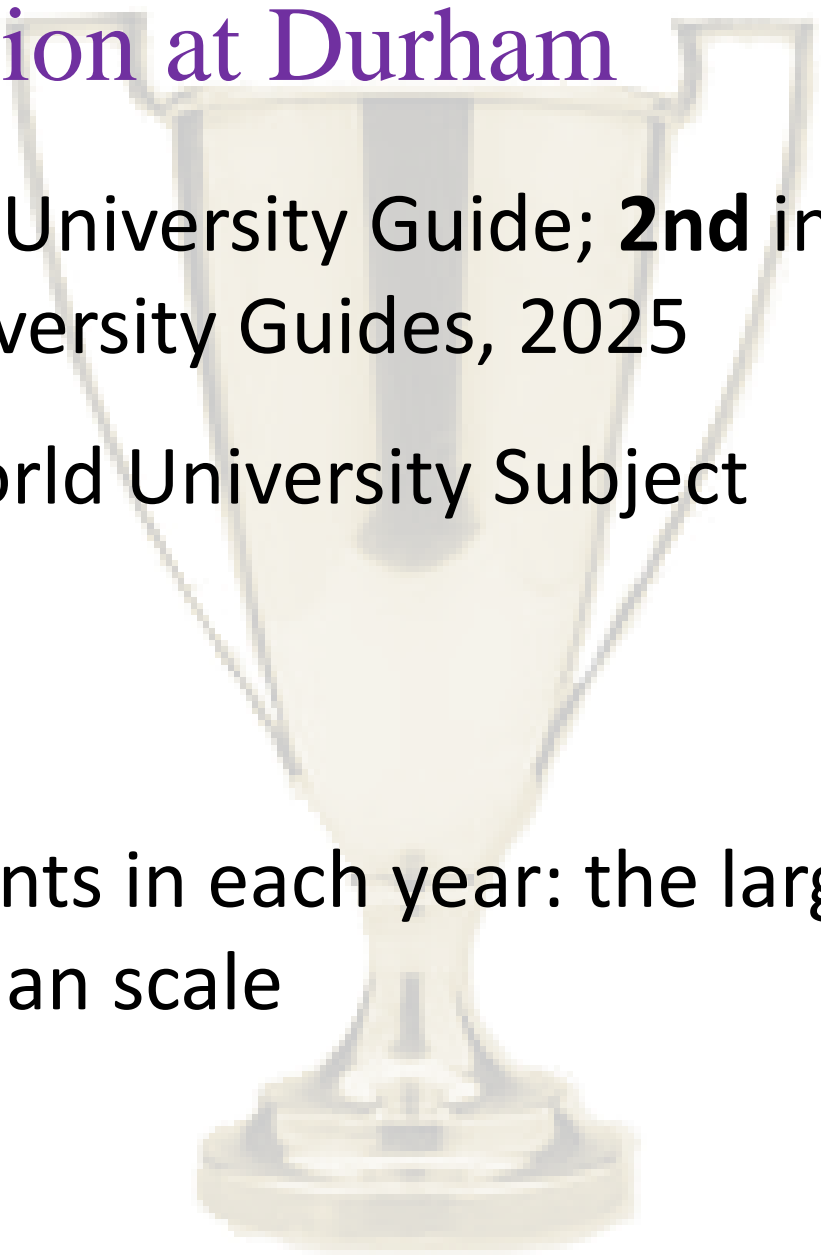 ion at Durham
University Guide; 2nd in
versity Guides, 2025
orld University Subject
nts in each year: the larg
an scale